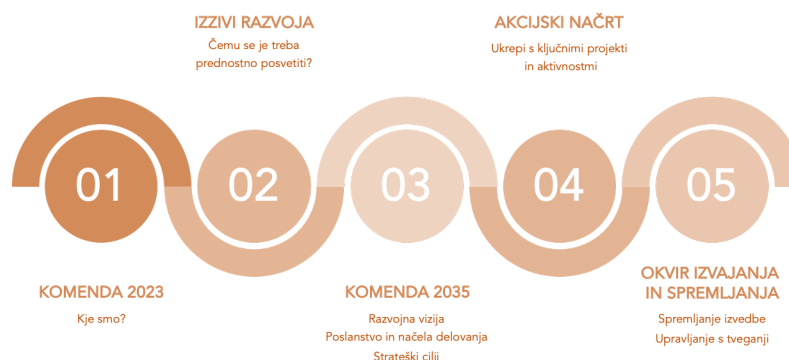 IZZIVI RAZVOJA
Čemu se je treba
prednostno posvetiti?
AKCIJSKI NAČRT
Ukrepi s ključnimi projekti
in aktivnostmi
01
02
03
04
05
KOMENDA 2023
Kje smo?
KOMENDA 2035
Razvojna vizija
Poslanstvo in načela delovanja
Strateški cilji
OKVIR IZVAJANJA
IN SPREMLJANJA
Spremljanje izvedbe
Upravljanje s tveganji